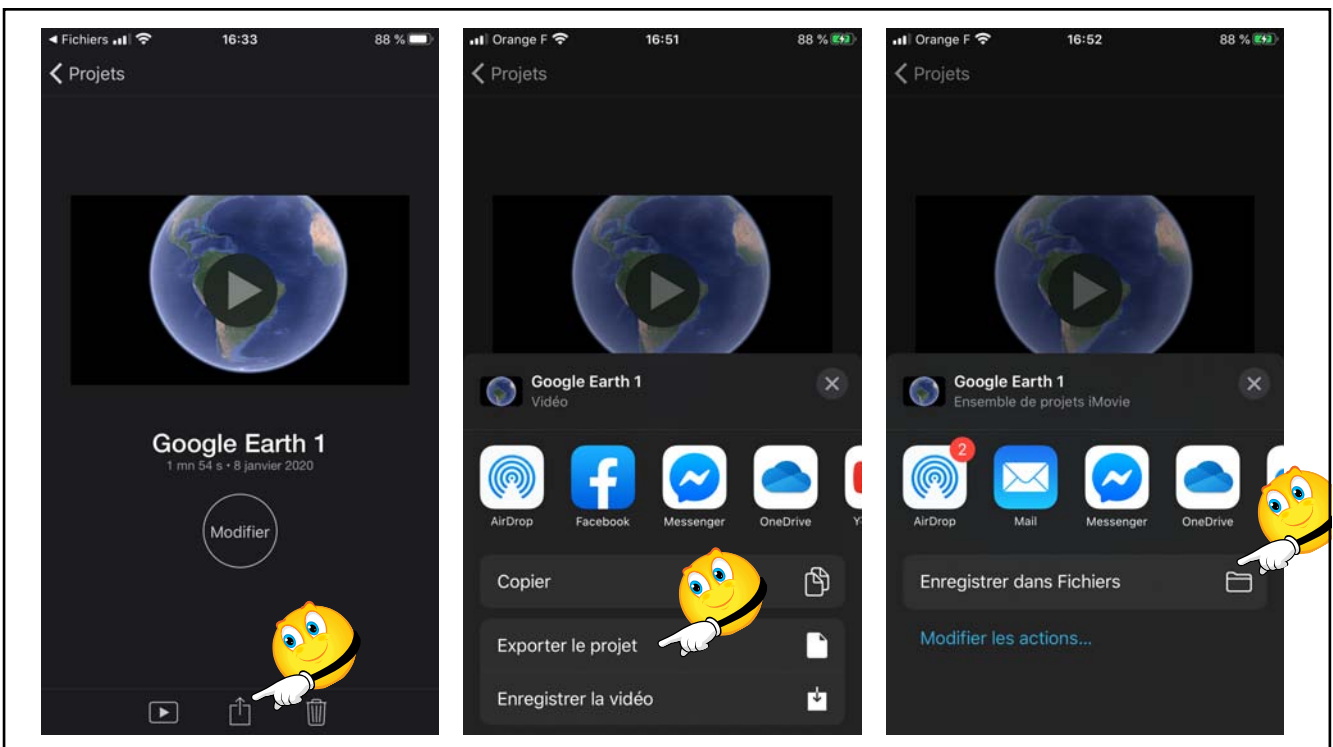 Fichiers
16:33
88 %
Projets
Google Earth 1
1 mn 54 s • 8 janvier 2020
Modifier
Orange F
16:51
88 %
Projets
Google Earth 1
Vidéo
AirDrop
Facebook
Messenger
OneDrive
Copier
Exporter le projet
Enregistrer la vidéo
Orange F
16:52
88 %
Projets
Google Earth 1
Ensemble de projets iMovie
2
AirDrop
Mail
Messenger
OneDrive
Enregistrer dans Fichiers
Modifier les actions...